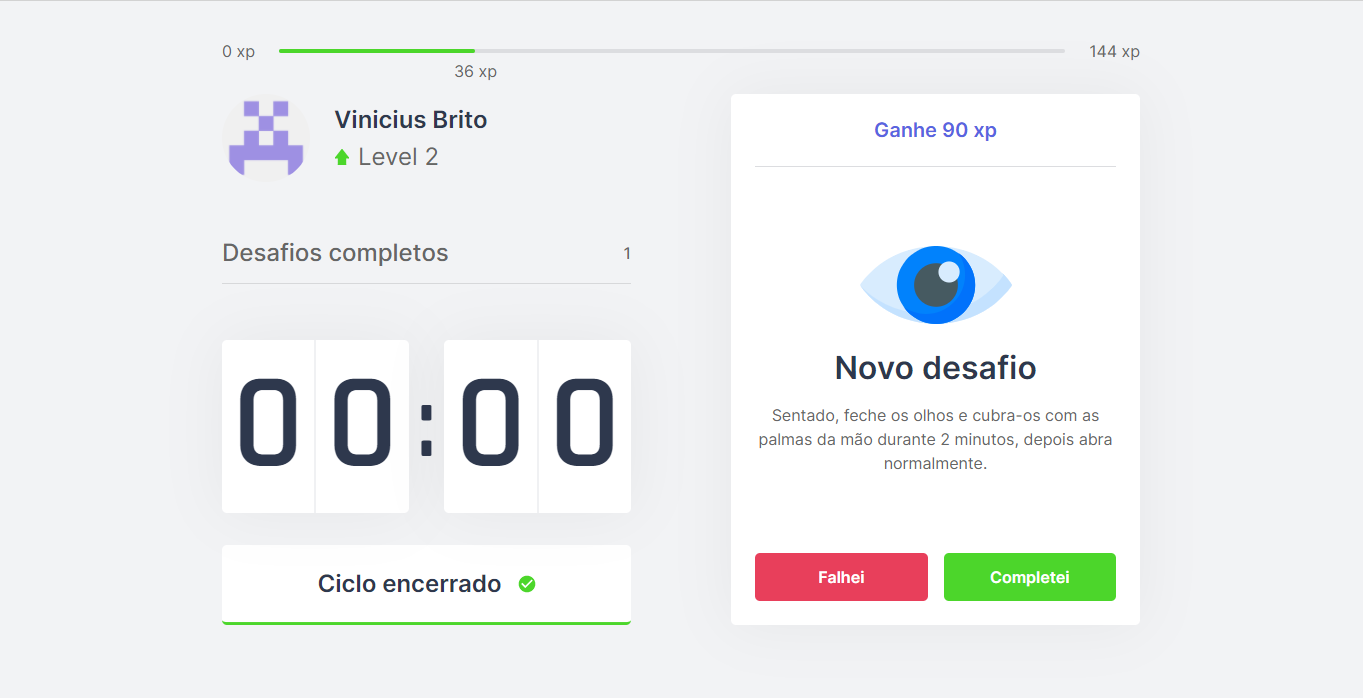 0 xp
144 xp
36 xp
Vinicius Brito
Level 2
Desafios completos
1
00:00
Ciclo encerrado
Ganhe 90 xp
Novo desafio
Sentado, feche os olhos e cubra-os com as
palmas da mão durante 2 minutos, depois abra
normalmente.
Falhei
Completei